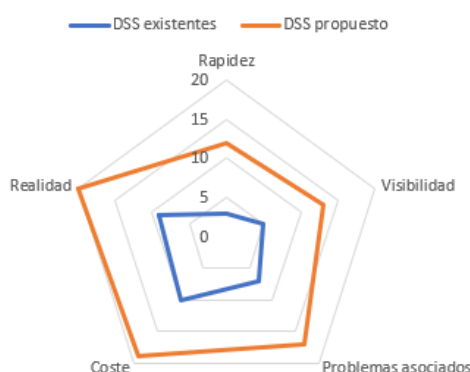 DSS existentes
DSS propuesto
Rapidez
20
15
10
5
0
Realidad
Visibilidad
Coste
Problemas asociados